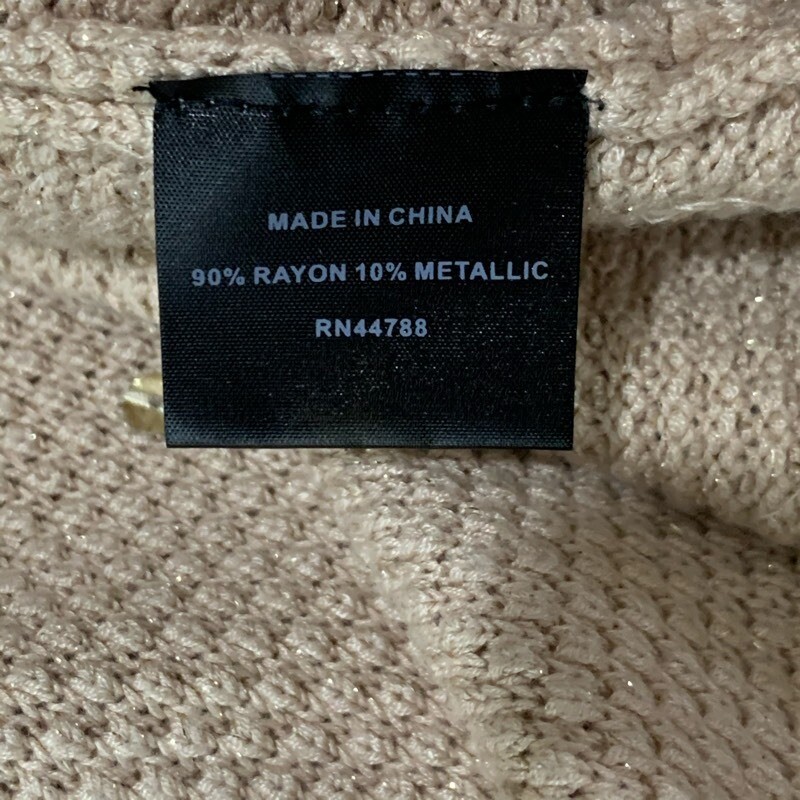 MADE IN CHINA
90% RAYON 10% METALLIC
RN44788